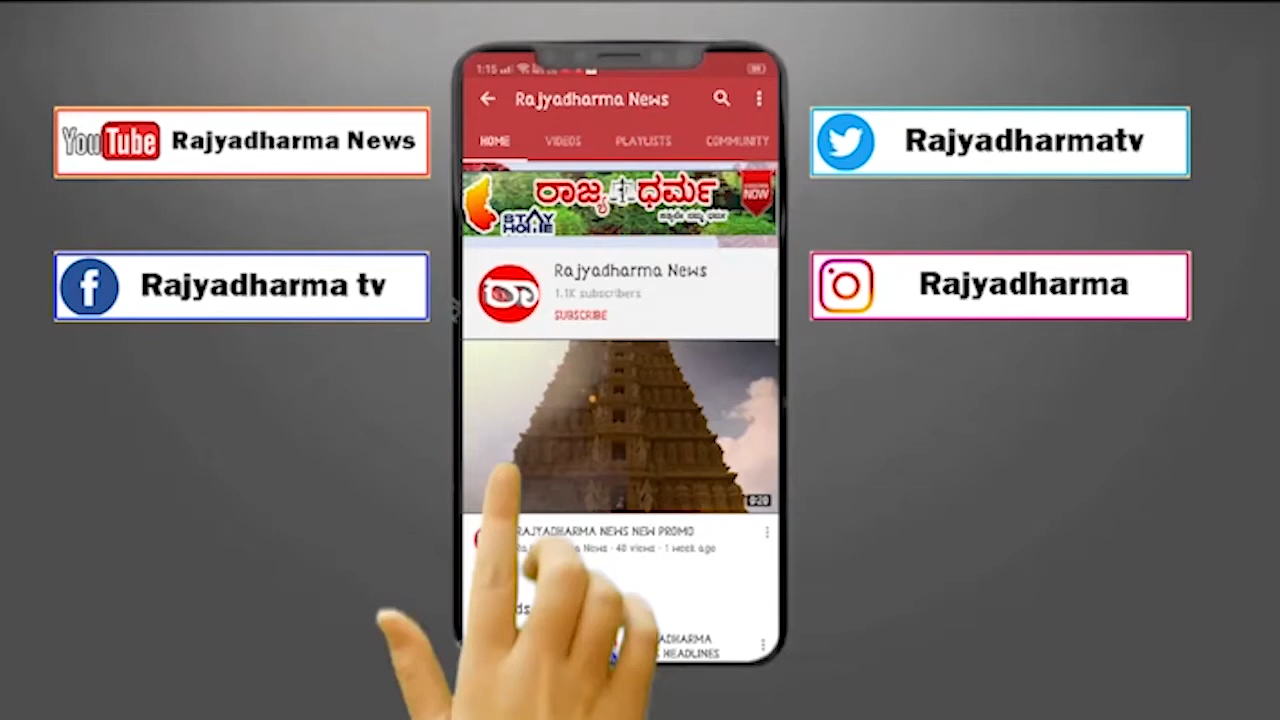 1:15
Rajyadharma News
HOME VIDEOS PLAYLISTS COMMUNITY
YouTube Rajyadharma News
Rajyadharmatv
ರಾಜ್ಯ ಧರ್ಮ
NOW
STAY
HOME
Rajyadharma tv
Rajyadharma
Rajyadharma News
1.1K subscribers
SUBSCRIBE
0:20
RAJYADHARMA NEWS NEW PROMO
News · 40 views · 1 week ago
HEADLINES